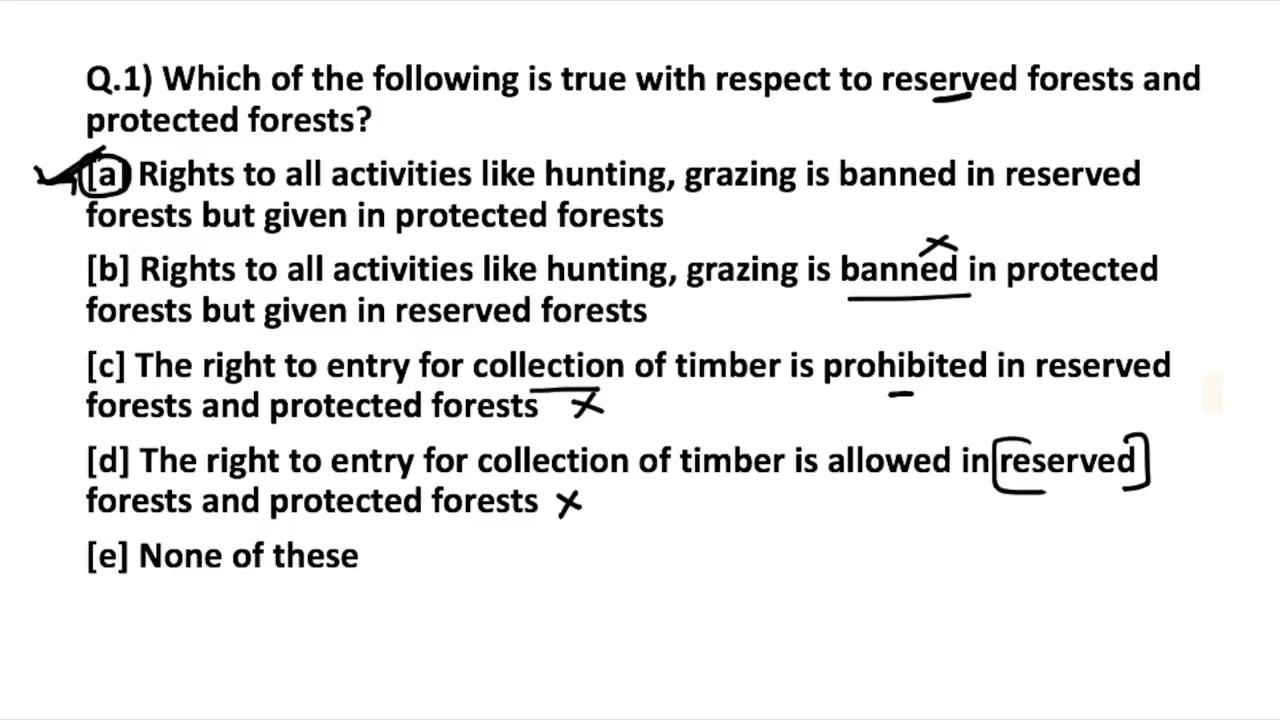 Q.1) Which of the following is true with respect to reserved forests and
protected forests?
[a] Rights to all activities like hunting, grazing is banned in reserved
forests but given in protected forests
[b] Rights to all activities like hunting, grazing is banned in protected
forests but given in reserved forests
[c] The right to entry for collection of timber is prohibited in reserved
forests and protected forests
[d] The right to entry for collection of timber is allowed in reserved
forests and protected forests
[e] None of these